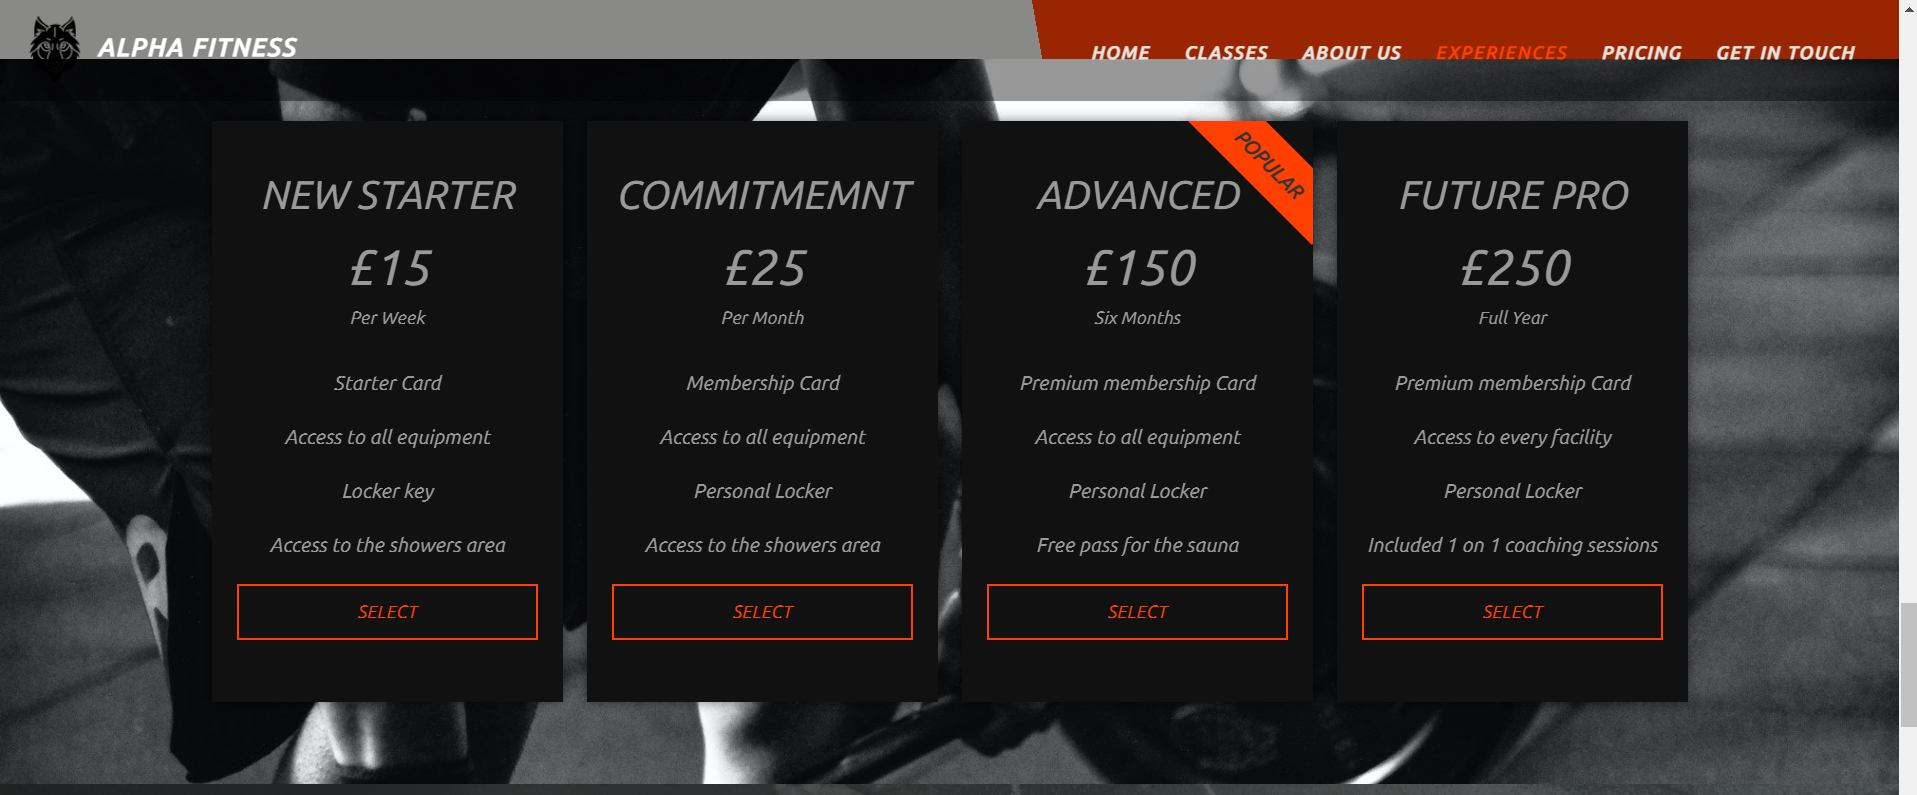 ALPHA FITNESS
HOME CLASSES ABOUT US EXPERIENCES PRICING GET IN TOUCH
NEW STARTER
£15
Per Week
Starter Card
Access to all equipment
Locker key
Access to the showers area
SELECT
COMMITMEMNT
£25
Per Month
Membership Card
Access to all equipment
Personal Locker
Access to the showers area
SELECT
POPULAR
ADVANCED
£150
Six Months
Premium membership Card
Access to all equipment
Personal Locker
Free pass for the sauna
SELECT
FUTURE PRO
£250
Full Year
Premium membership Card
Access to every facility
Personal Locker
Included 1 on 1 coaching sessions
SELECT